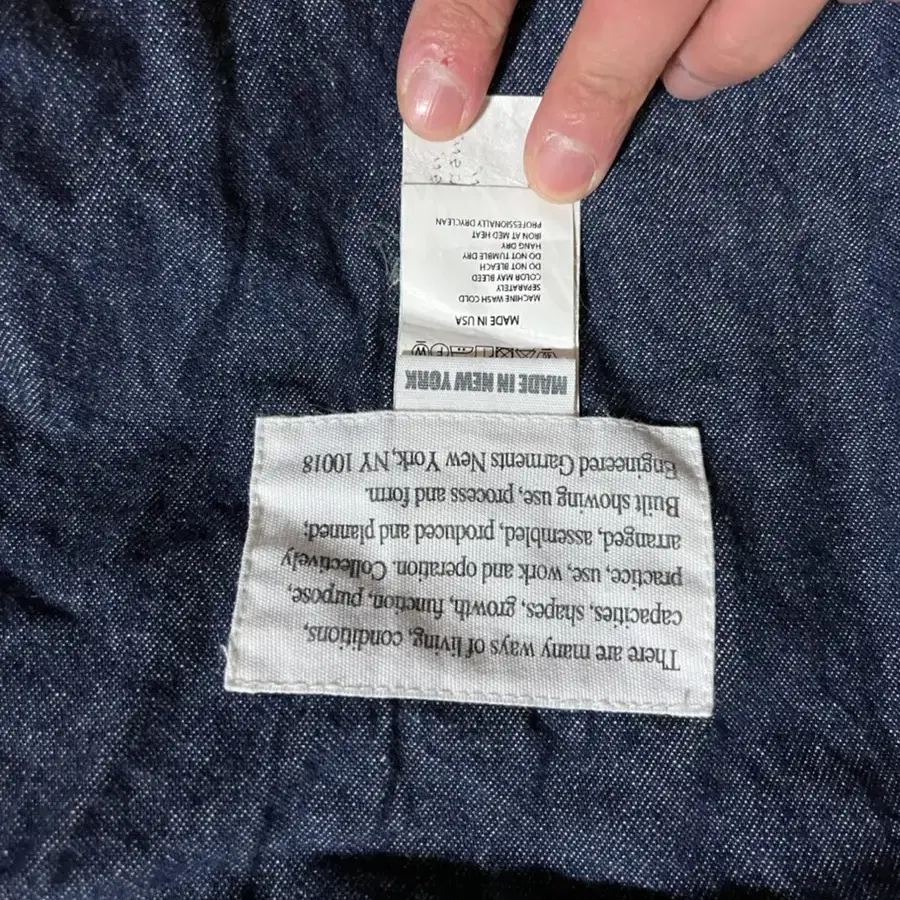 There are many ways of living, conditions,
capacities, shapes, growth, function, purpose,
practice, use, work and operation. Collectively
arranged, assembled, produced and planned;
Built showing use, process and form.
Engineered Garments New York, NY 10018
MADE IN NEW YORK
MADE IN USA
MACHINE WASH COLD
SEPARATELY
COLOR MAY BLEED
DO NOT BLEACH
DO NOT TUMBLE DRY
HANG DRY
IRON AT MED HEAT
PROFESSIONALLY DRYCLEAN